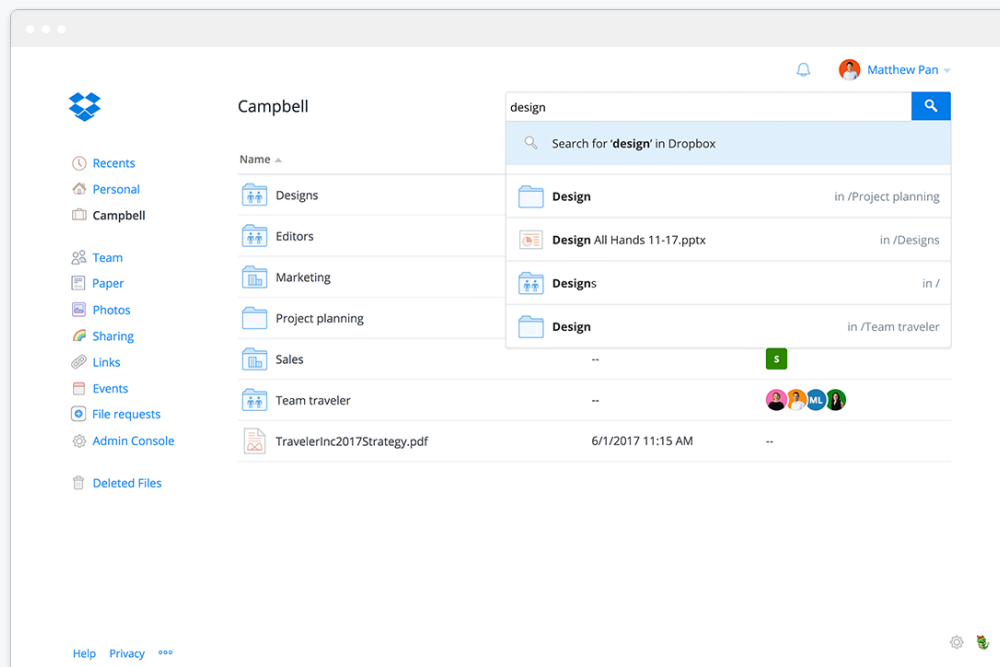 Matthew Pan
Campbell
design
Search for ‘design’ in Dropbox
Design in /Project planning
Design All Hands 11-17.pptx in /Designs
Designs in /
Design in /Team traveler
Recents
Personal
Campbell
Team
Paper
Photos
Sharing
Links
Events
File requests
Admin Console
Deleted Files
Name
Designs
Editors
Marketing
Project planning
Sales -- S
Team traveler -- ML
TravelerInc2017Strategy.pdf 6/1/2017 11:15 AM --
Help Privacy